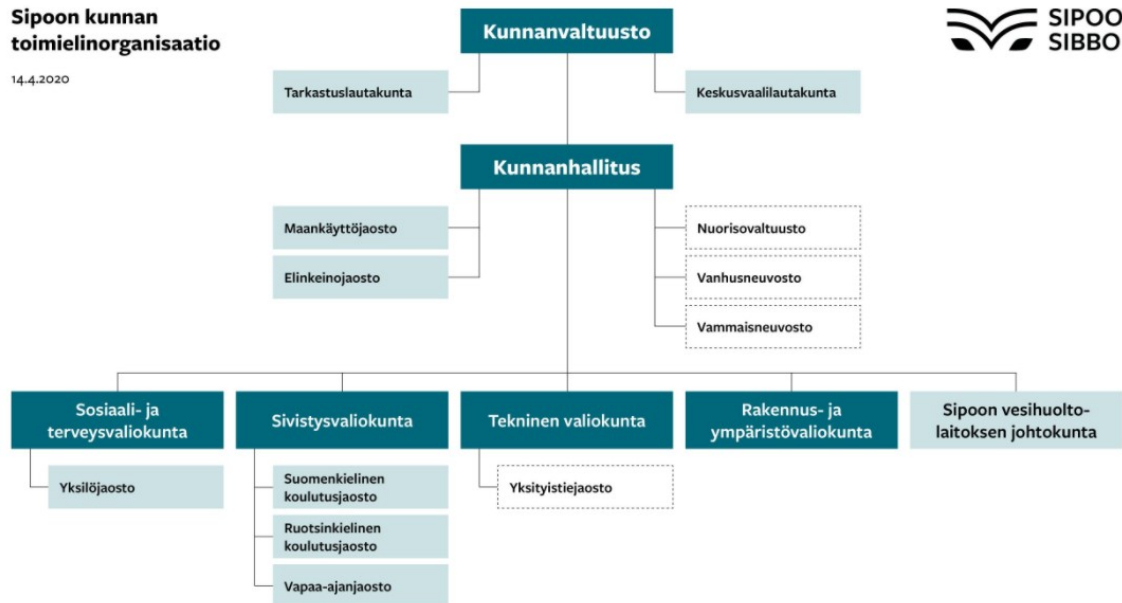 Sipoon kunnan
toimielinorganisaatio
14.4.2020
SIPOO
SIBBO
Kunnanvaltuusto
Tarkastuslautakunta
Keskusvaalilautakunta
Kunnanhallitus
Maankäyttöjaosto
Elinkeinojaosto
Nuorisovaltuusto
Vanhusneuvosto
Vammaisneuvosto
Sosiaali- ja
terveysvaliokunta
Yksilöjaosto
Sivistysvaliokunta
Suomenkielinen
koulutusjaosto
Ruotsinkielinen
koulutusjaosto
Vapaa-ajanjaosto
Tekninen valiokunta
Yksityistiejaosto
Rakennus- ja
ympäristövaliokunta
Sipoon vesihuolto-
laitoksen johtokunta